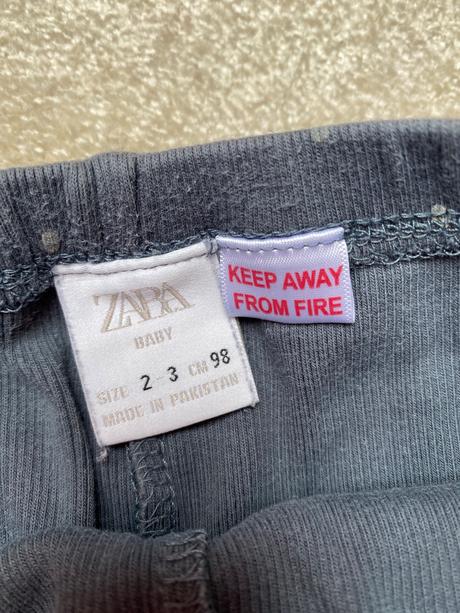 ZARA
BABY
SIZE 2-3 CM 98
MADE IN PAKISTAN
KEEP AWAY
FROM FIRE